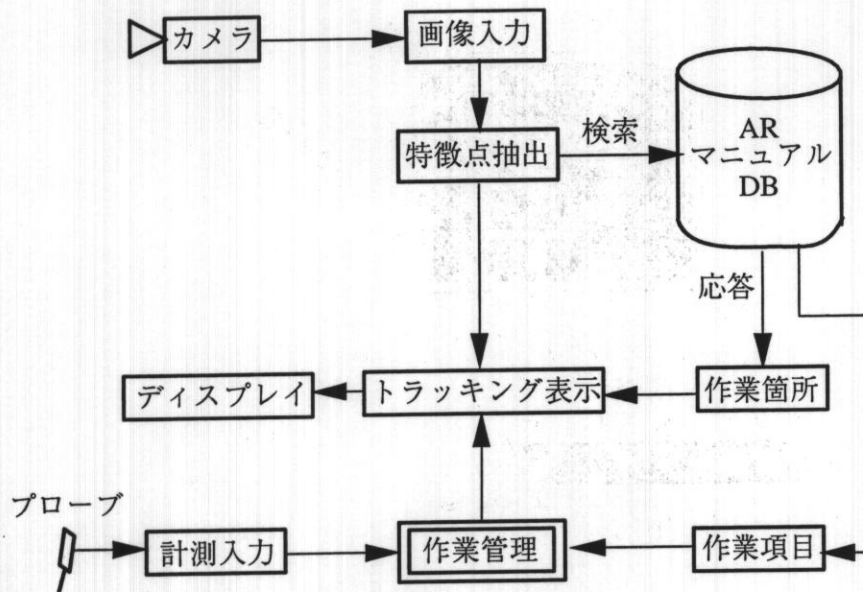 カメラ
画像入力
特徴点抽出
検索
AR
マニュアル
DB
応答
ディスプレイ
トラッキング表示
作業箇所
プローブ
計測入力
作業管理
作業項目